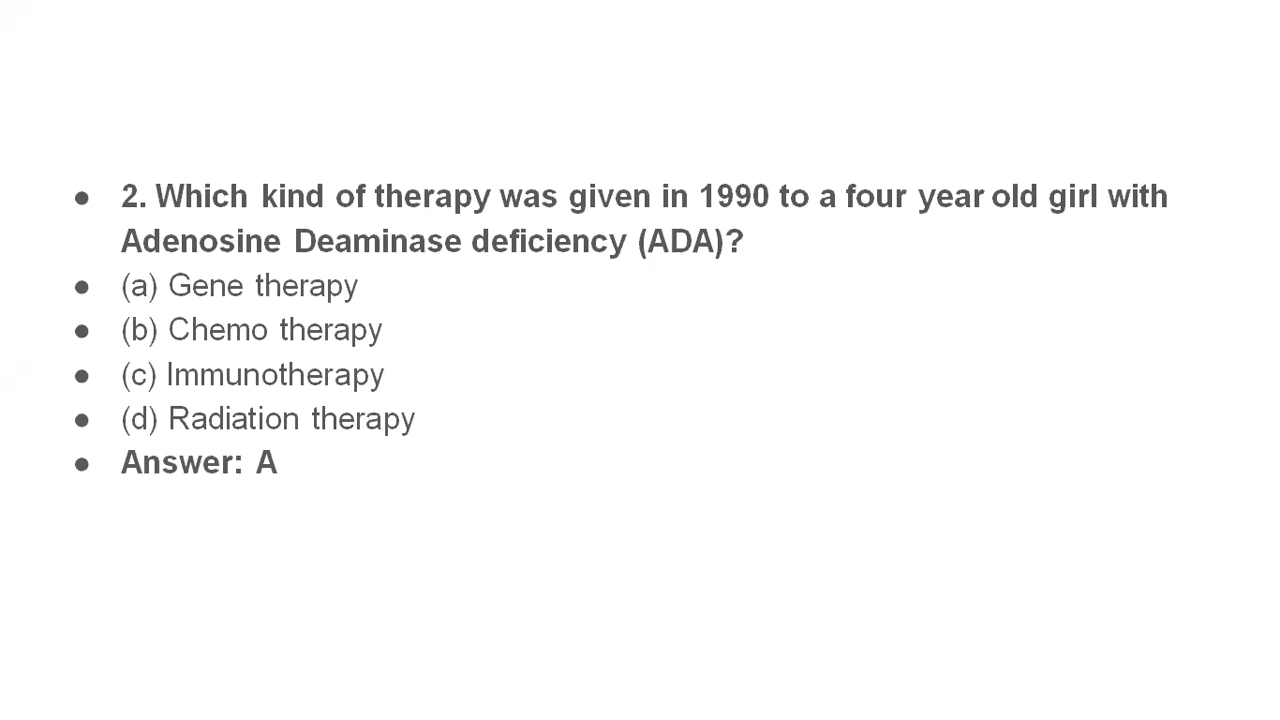 ● 2. Which kind of therapy was given in 1990 to a four year old girl with
Adenosine Deaminase deficiency (ADA)?
● (a) Gene therapy
● (b) Chemo therapy
● (c) Immunotherapy
● (d) Radiation therapy
● Answer: A